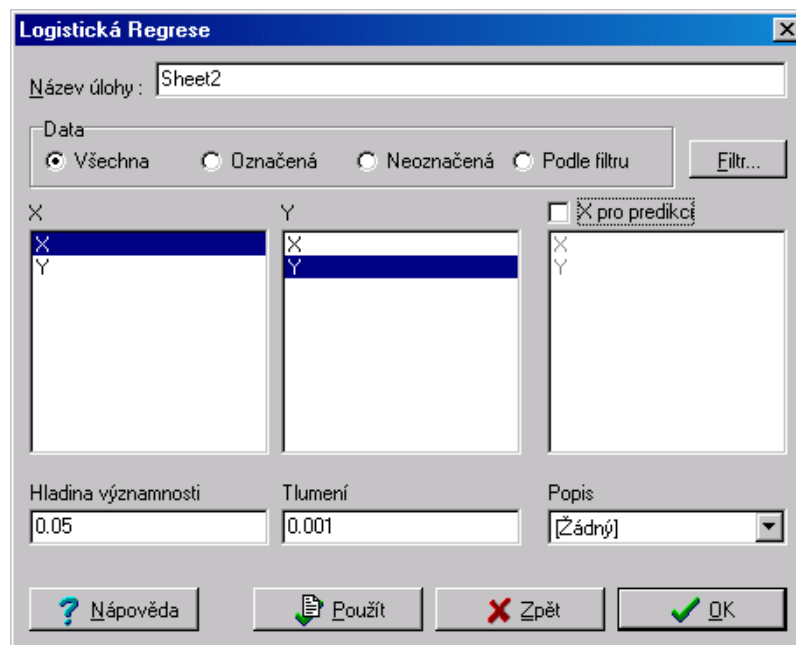 Logistická Regrese
Název úlohy : Sheet2
Data
Všechna Označená Neoznačená Podle filtru Filtr...
X Y X pro predikci
X X X
Y Y Y
Hladina významnosti Tlumení Popis
0.05 0.001 [Žádný]
Nápověda Použít Zpět OK